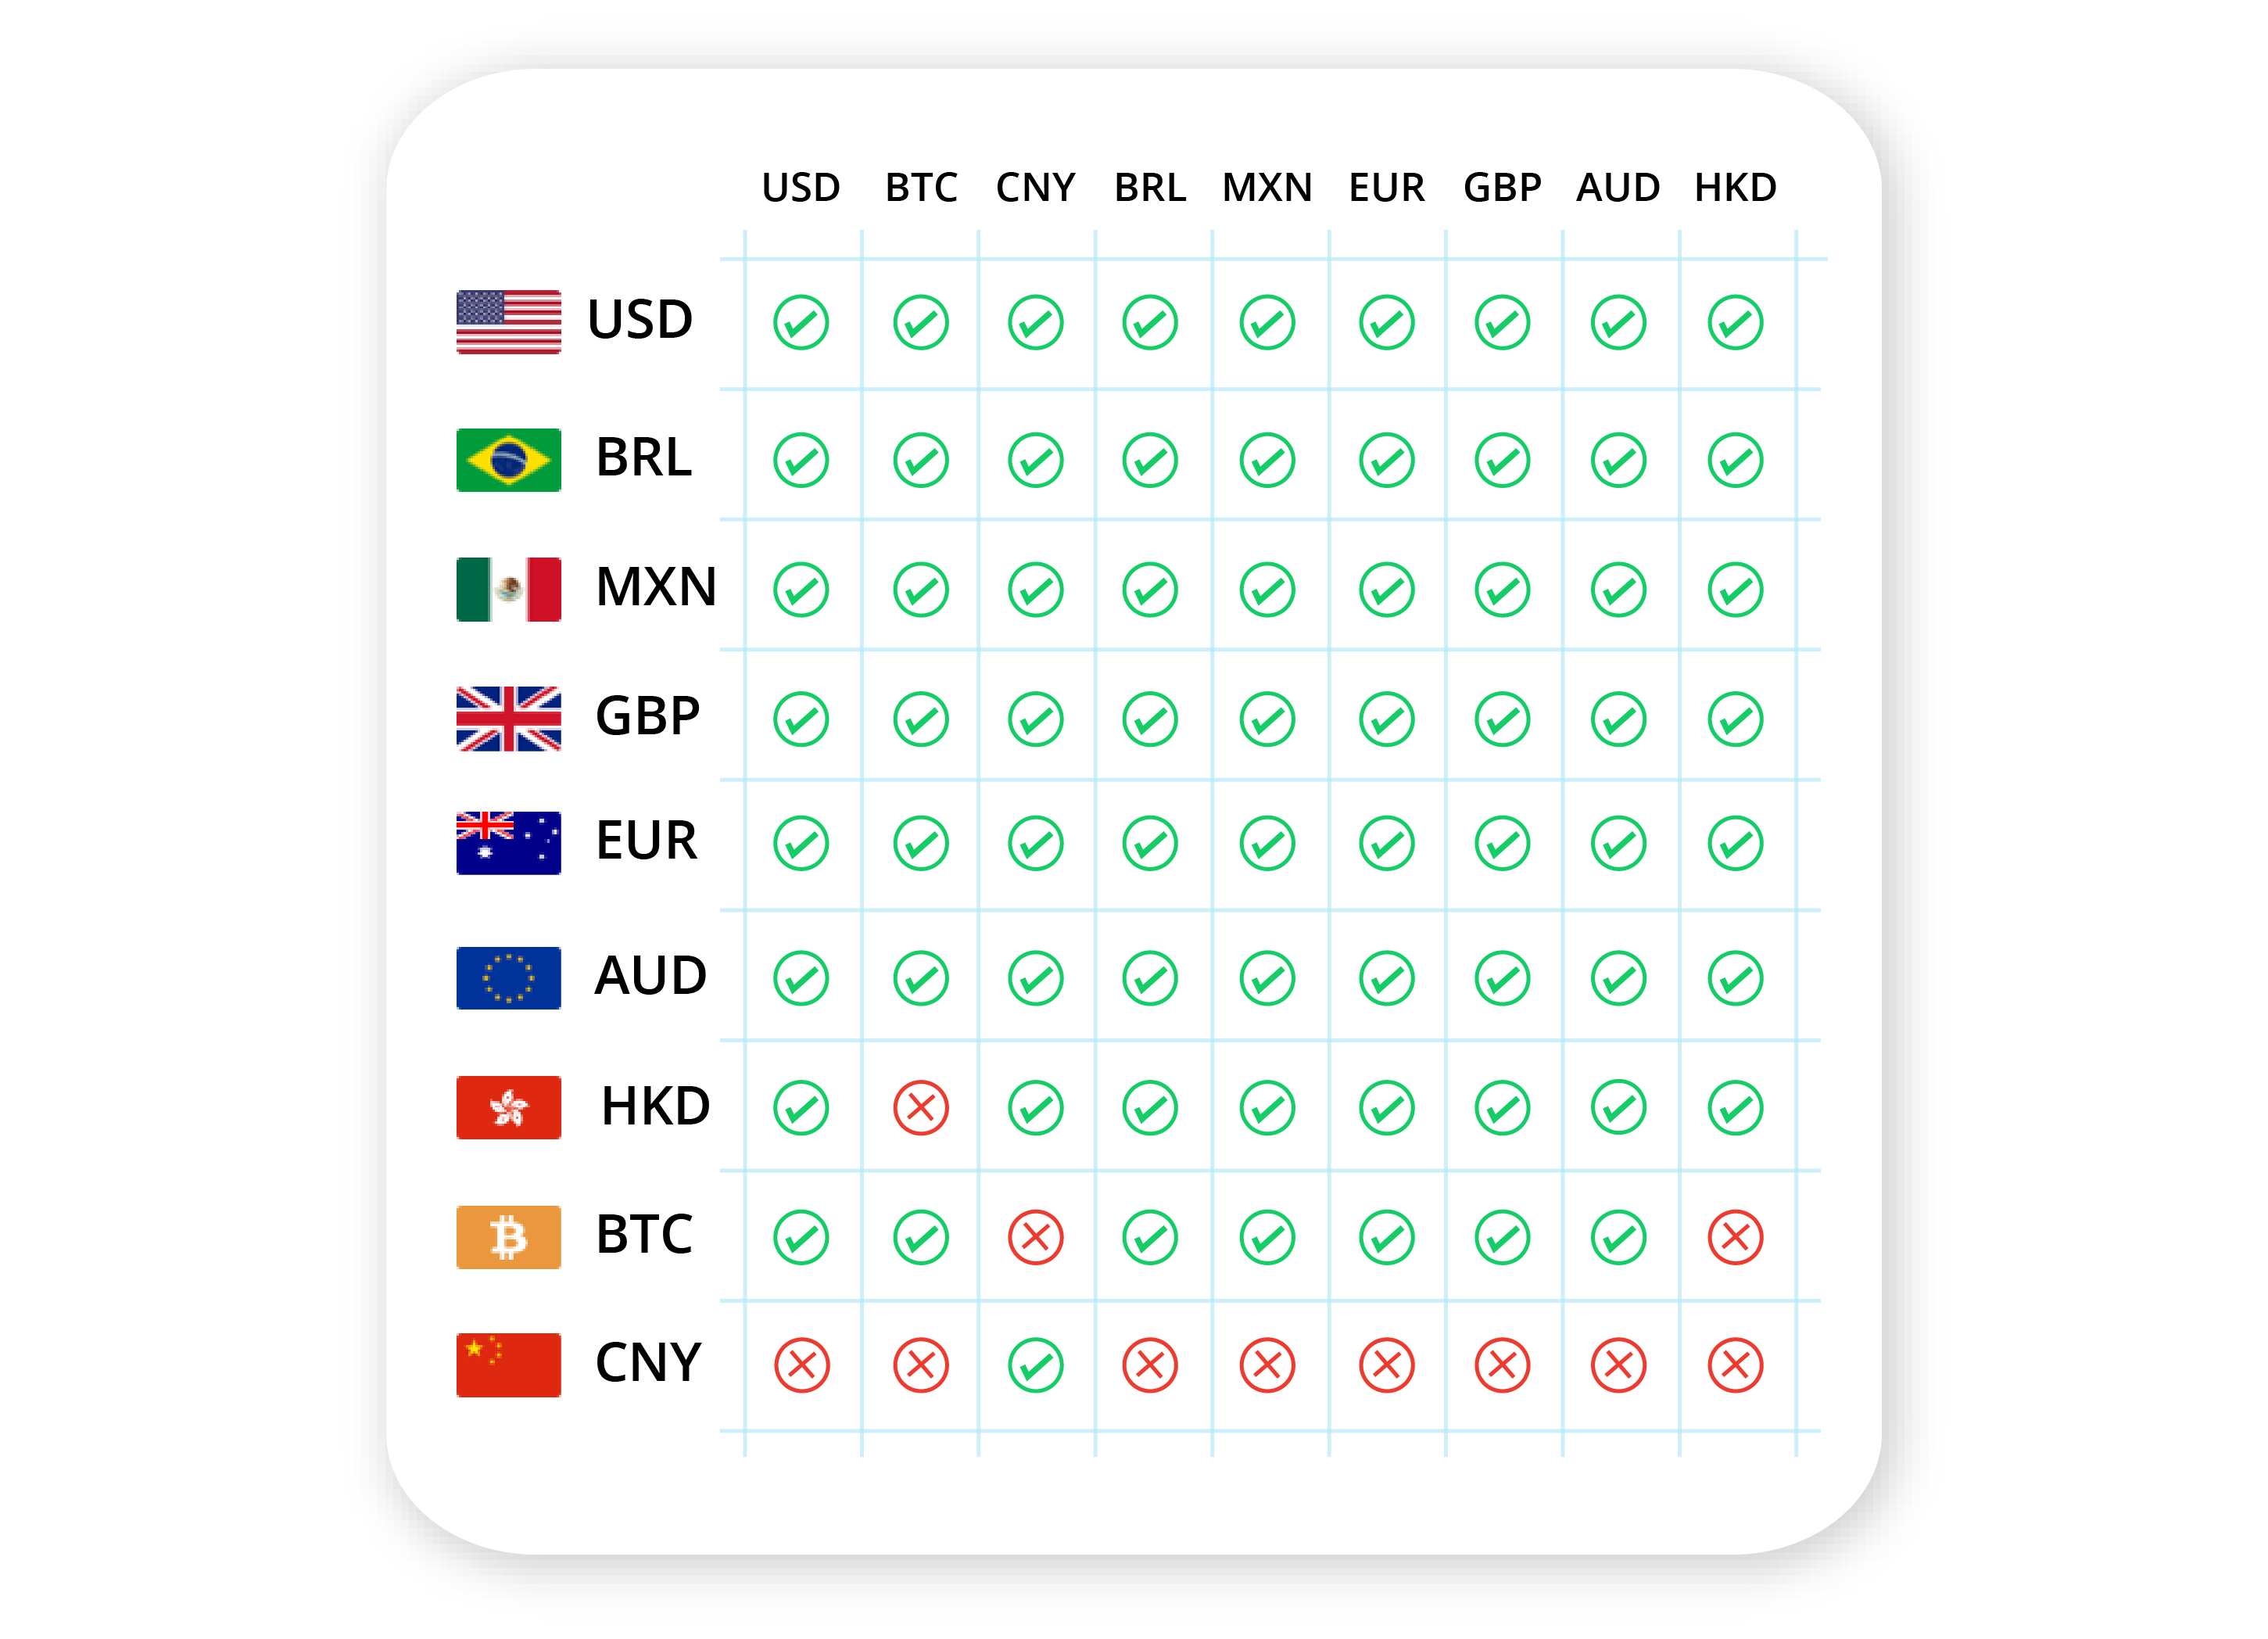 USD BTC CNY BRL MXN EUR GBP AUD HKD
USD
BRL
MXN
GBP
EUR
AUD
HKD
BTC
CNY